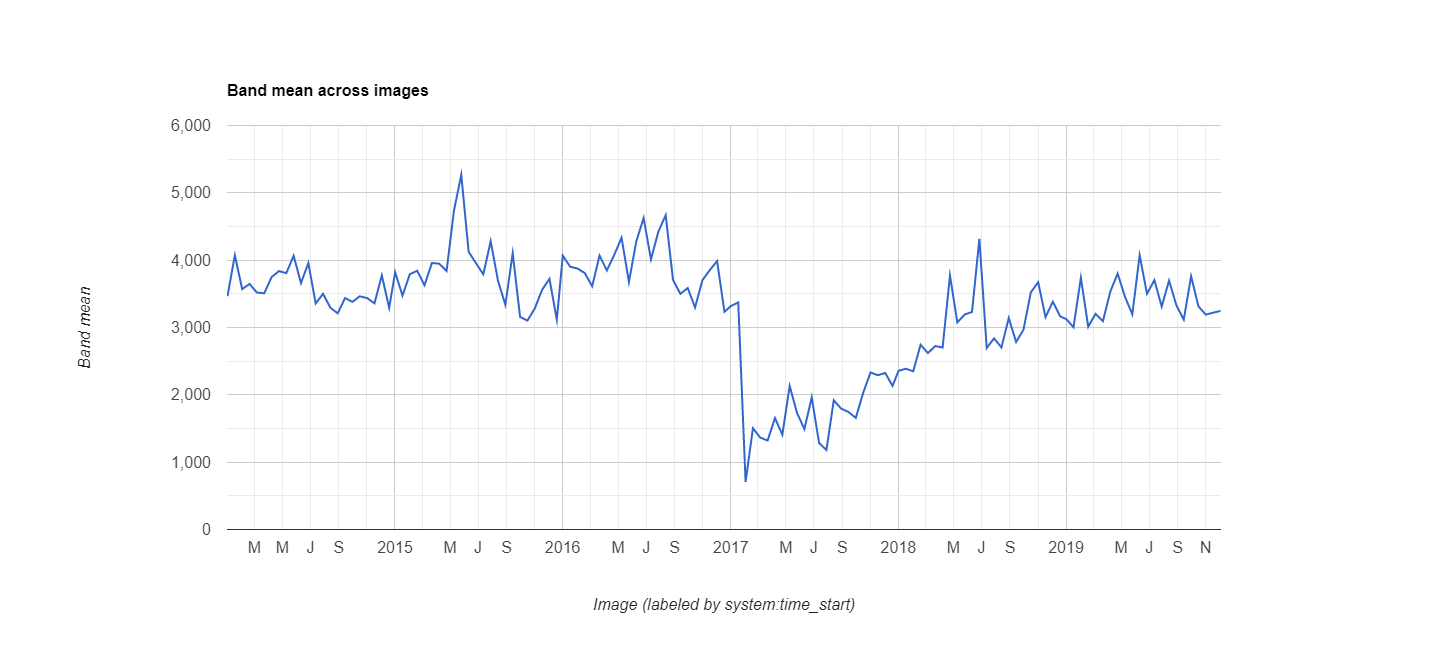 Band mean across images
6,000
5,000
4,000
3,000
2,000
1,000
0
Band mean
M M J S 2015 M J S 2016 M J S 2017 M J S 2018 M J S 2019 M J S N
Image (labeled by system:time_start)